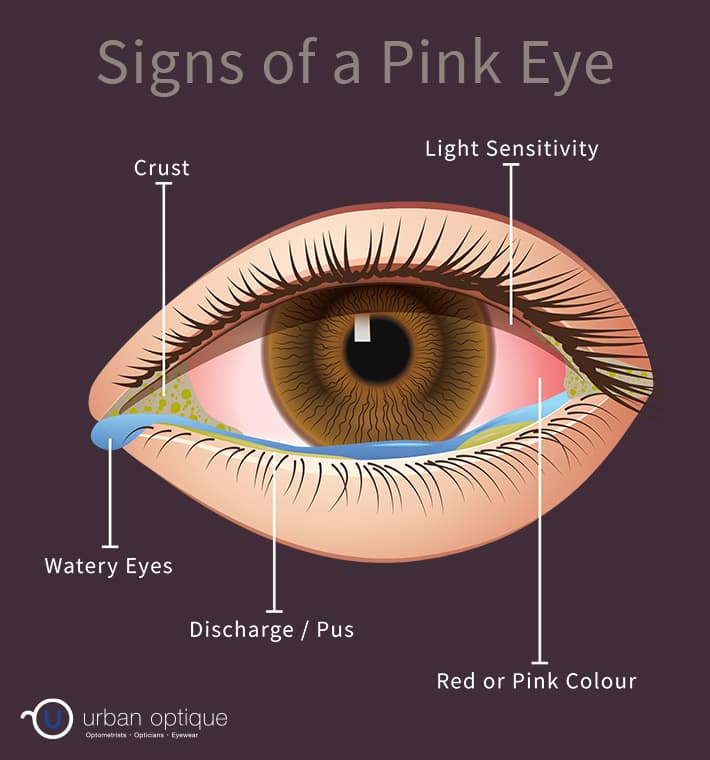 Signs of a Pink Eye
Light Sensitivity
Crust
Watery Eyes
Discharge / Pus
Red or Pink Colour
U urban optique
Optometrists • Opticians • Eyewear